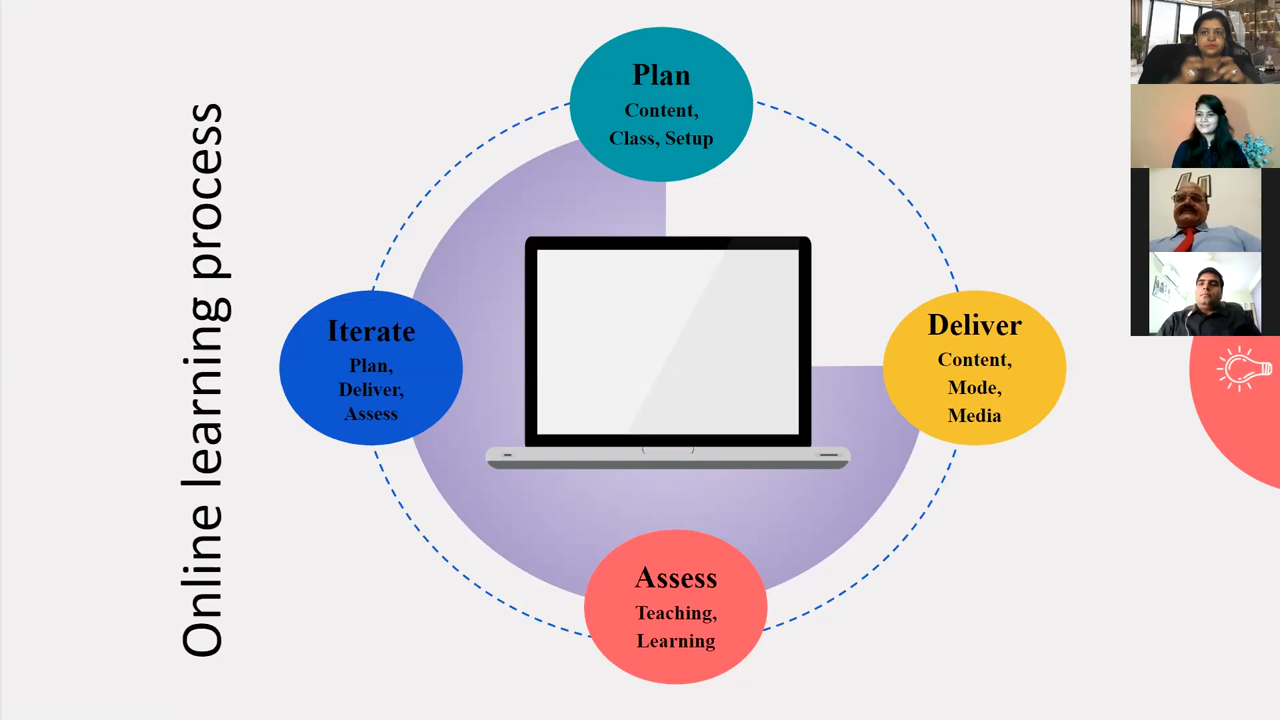 Online learning process
Plan
Content,
Class, Setup
Deliver
Content,
Mode,
Media
Assess
Teaching,
Learning
Iterate
Plan,
Deliver,
Assess